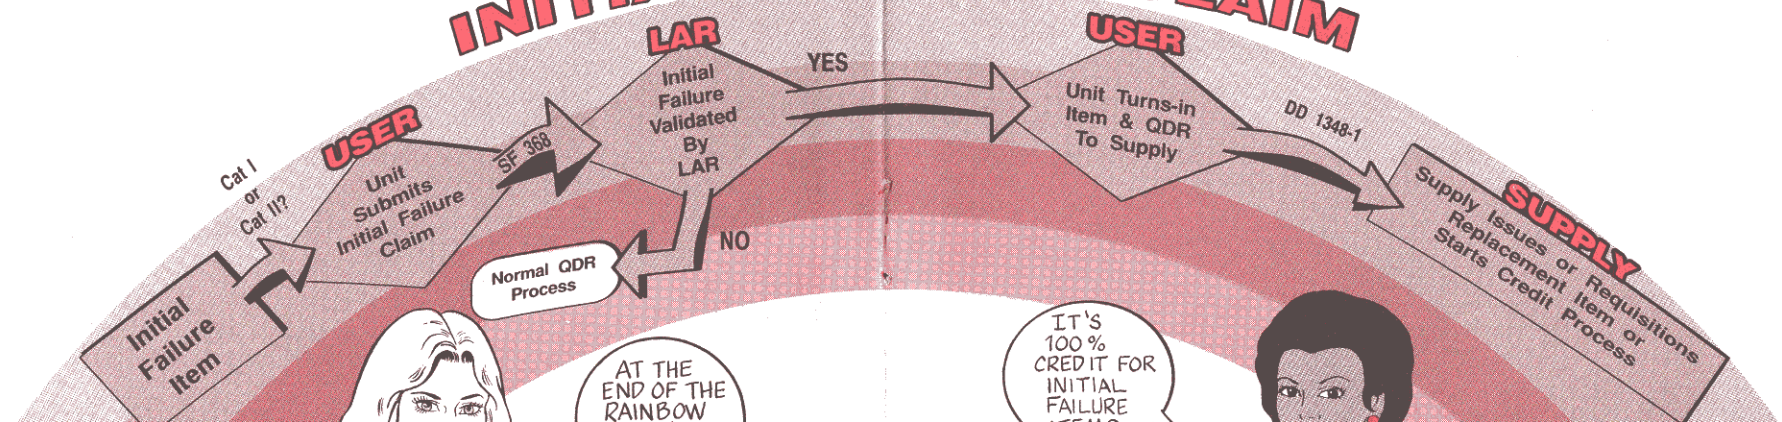 LAR
USER
YES
Initial
Failure
Validated
By
LAR
Unit Turns-in
Item & QDR
To Supply
DD 1348-1
USER
SF 368
Cat I
or
Cat II?
Unit
Submits
Initial Failure
Claim
SUPPLY
Supply Issues or Requisitions
Replacement Item or
Starts Credit Process
NO
Normal QDR
Process
Initial
Failure
Item
AT THE
END OF THE
RAINBOW
IT'S
100%
CREDIT FOR
INITIAL
FAILURE